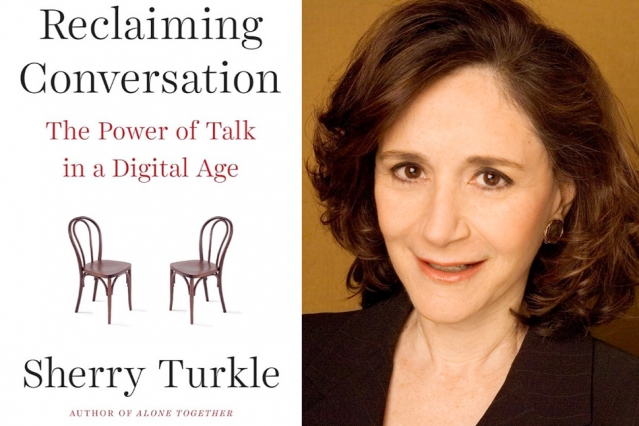 Reclaiming
Conversation
The Power of Talk
in a Digital Age
Sherry Turkle
AUTHOR OF ALONE TOGETHER